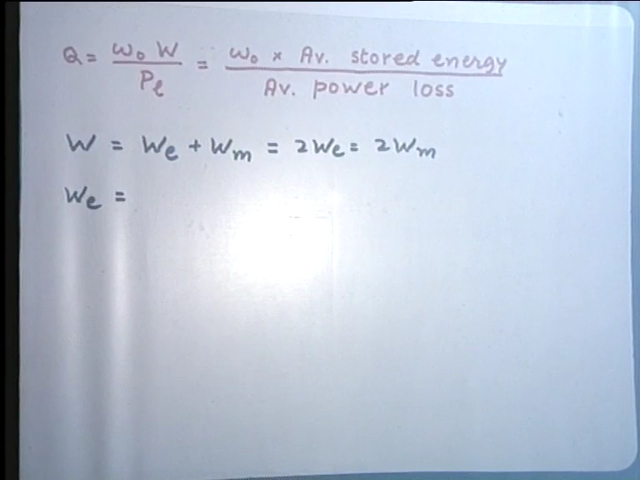 Q = ω₀ W / Pℓ = ω₀ × Av. stored energy / Av. power loss
W = We + Wm = 2We = 2Wm
We =